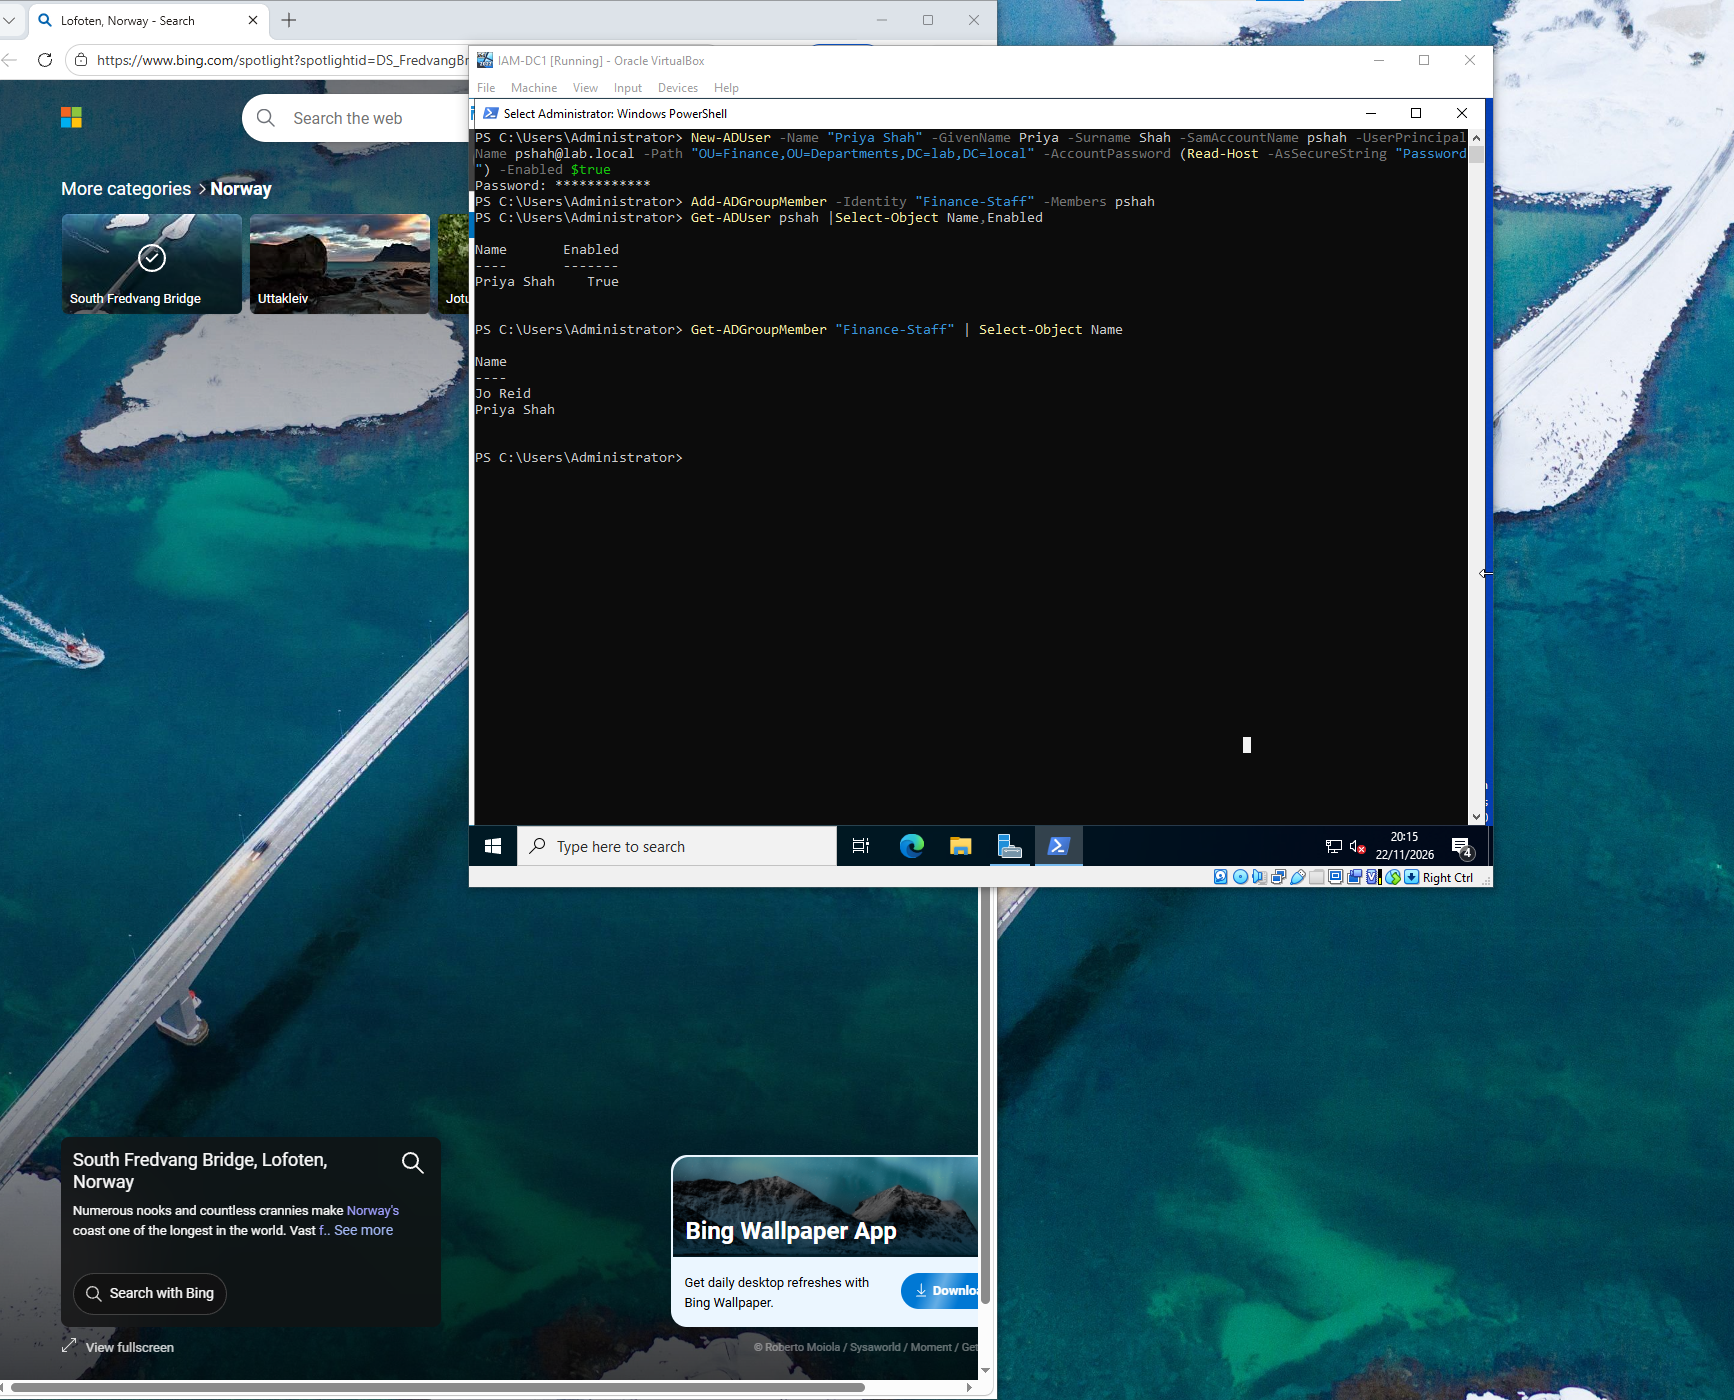 Lofoten, Norway - Search
https://www.bing.com/spotlight?spotlightid=DS_FredvangBr
Search the web
More categories > Norway
South Fredvang Bridge
Uttakleiv
Jotu
IAM-DC1 [Running] - Oracle VirtualBox
File Machine View Input Devices Help
Select Administrator: Windows PowerShell
PS C:\Users\Administrator> New-ADUser -Name "Priya Shah" -GivenName Priya -Surname Shah -SamAccountName pshah -UserPrincipal
Name pshah@lab.local -Path "OU=Finance,OU=Departments,DC=lab,DC=local" -AccountPassword (Read-Host -AsSecureString "Password
") -Enabled $true
Password: ************
PS C:\Users\Administrator> Add-ADGroupMember -Identity "Finance-Staff" -Members pshah
PS C:\Users\Administrator> Get-ADUser pshah |Select-Object Name,Enabled
Name       Enabled
----       -------
Priya Shah    True
PS C:\Users\Administrator> Get-ADGroupMember "Finance-Staff" | Select-Object Name
Name
----
Jo Reid
Priya Shah
PS C:\Users\Administrator>
Type here to search
20:15
22/11/2026
4
Right Ctrl
South Fredvang Bridge, Lofoten,
Norway
Numerous nooks and countless crannies make Norway's
coast one of the longest in the world. Vast f.. See more
Search with Bing
View fullscreen
Bing Wallpaper App
Get daily desktop refreshes with
Bing Wallpaper.
Downloa
© Roberto Moiola / Sysaworld / Moment / Get